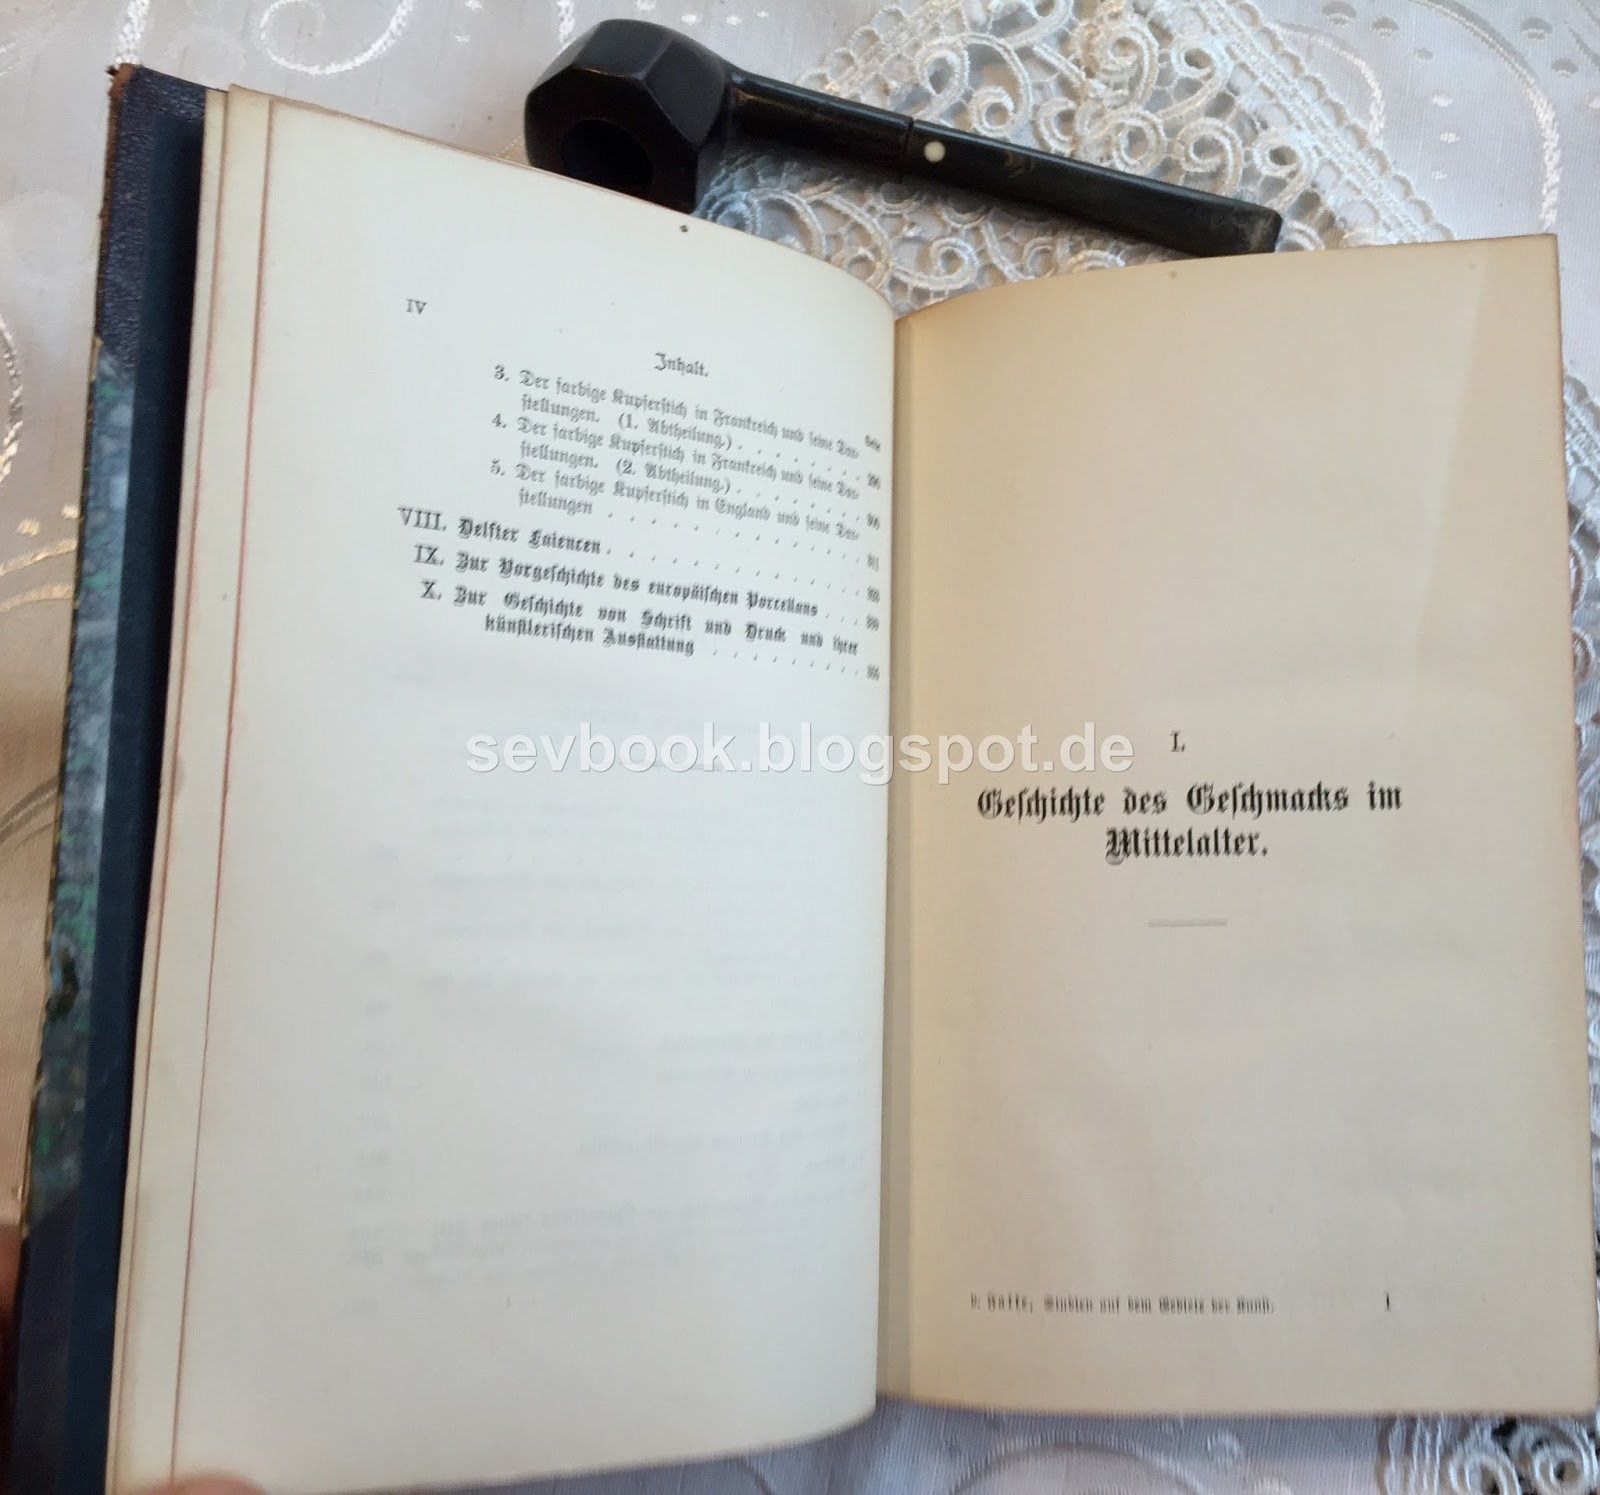 IV
Inhalt.
Seite
3. Der farbige Kupferstich in Frankreich und seine Dar-
stellungen. (1. Abtheilung.) . . . . . . .
4. Der farbige Kupferstich in Frankreich und seine Dar-
stellungen. (2. Abtheilung.) . . . . . . .
5. Der farbige Kupferstich in England und seine Dar-
stellungen . . . . . . . . . . .
VIII. Delfter Faiencen . . . . . . . . . . .
IX. Zur Vorgeschichte des europäischen Porcellans . . .
X. Zur Geschichte von Schrift und Druck und ihrer
künstlerischen Ausstattung . . . . . . . .
sevbook.blogspot.de
I.
Geschichte des Geschmacks im
Mittelalter.
v. Falke, Studien auf dem Gebiete der Kunst. 1